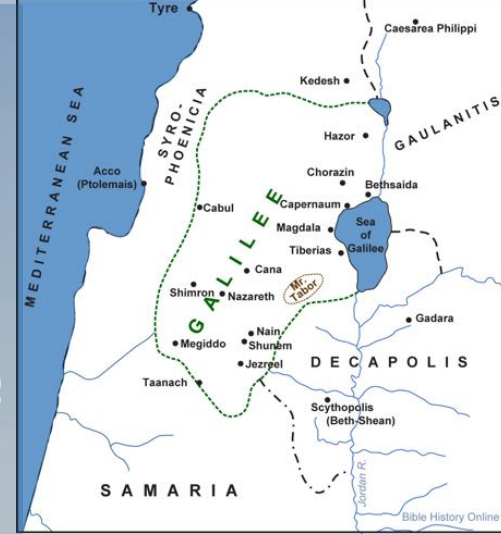 Tyre
Caesarea Philippi
Kedesh
MEDITERRANEAN SEA
SYRO-
PHOENICIA
GAULANITIS
Hazor
Acco
(Ptolemais)
Chorazin
Bethsaida
Cabul
Capernaum
GALILEE
Magdala
Sea
of
Galilee
Tiberias
Cana
Shimron
Nazareth
Mr.
Tabor
Gadara
Nain
Megiddo
Shunem
Jezreel
DECAPOLIS
Taanach
Scythopolis
(Beth-Shean)
SAMARIA
Jordan R.
Bible History Online